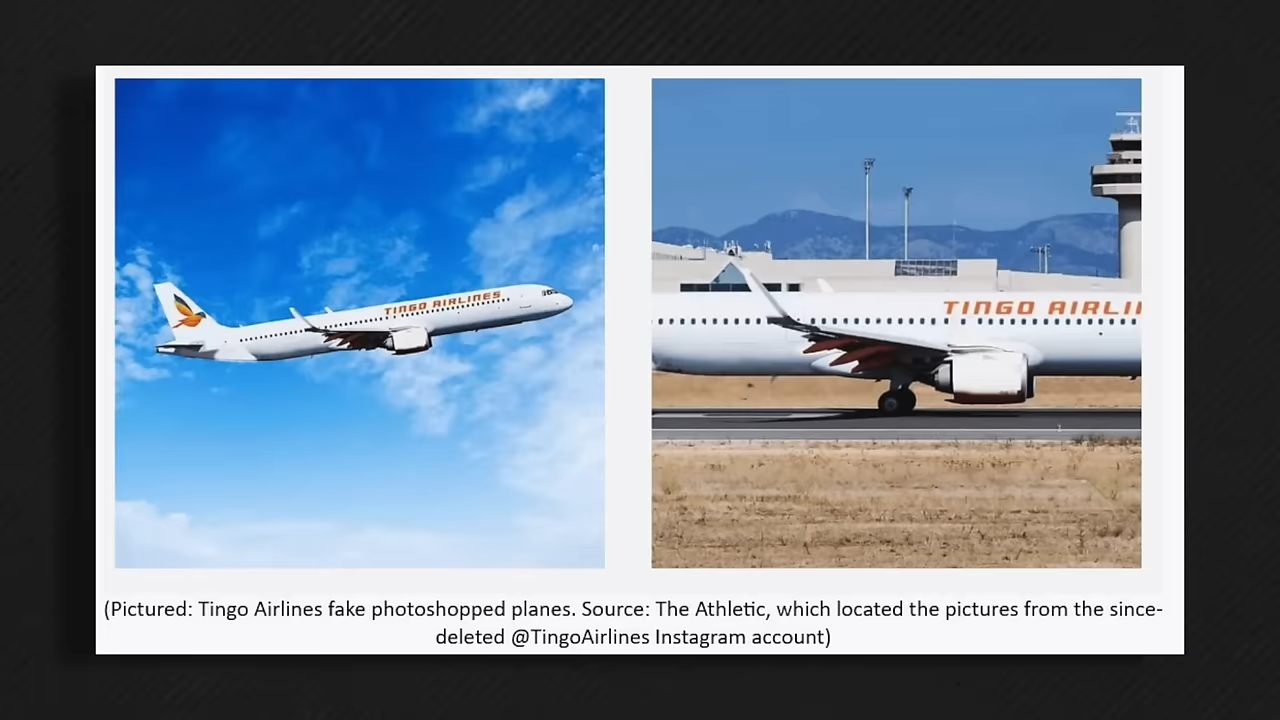 TINGO AIRLINES
TINGO AIRLI
(Pictured: Tingo Airlines fake photoshopped planes. Source: The Athletic, which located the pictures from the since-
deleted @TingoAirlines Instagram account)